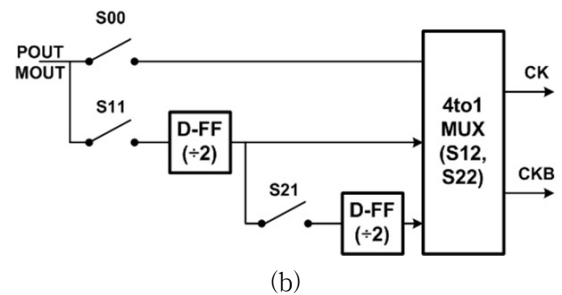 S00
POUT
MOUT
S11
D-FF
(÷2)
S21
D-FF
(÷2)
4to1
MUX
(S12,
S22)
CK
CKB
(b)